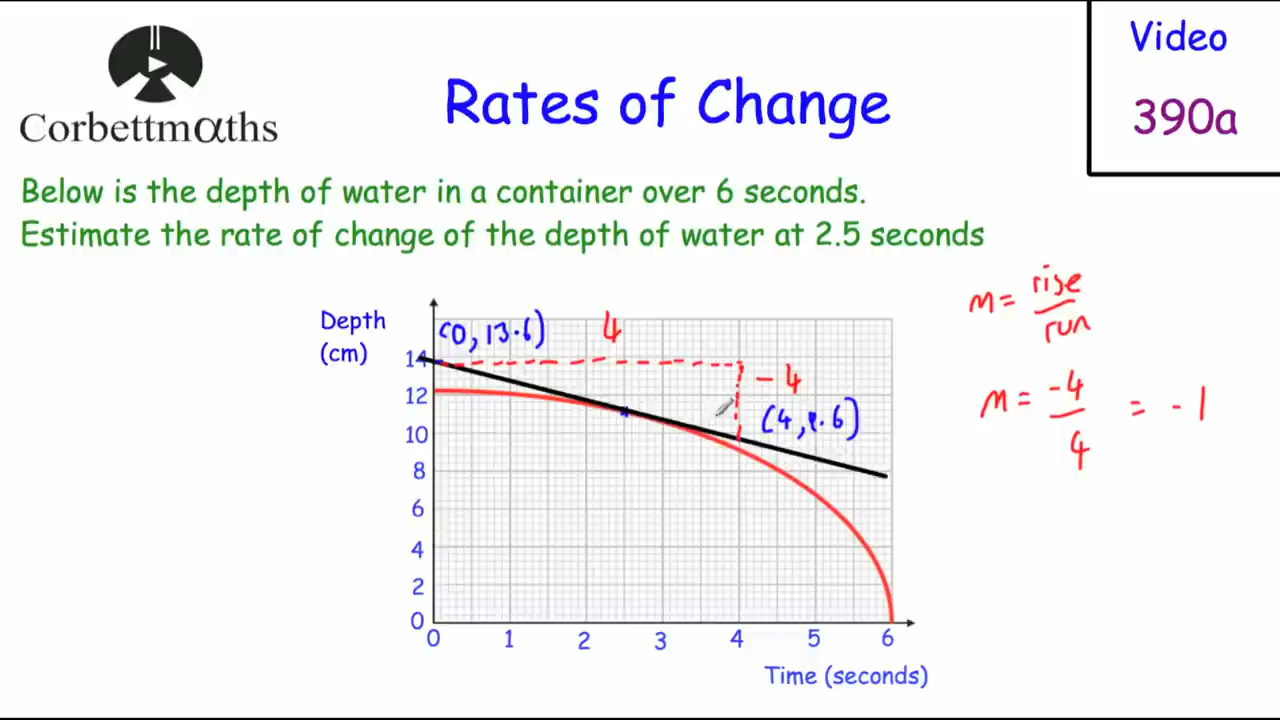 Corbettmαths
Rates of Change
Video
390a
Below is the depth of water in a container over 6 seconds.
Estimate the rate of change of the depth of water at 2.5 seconds
Depth
(cm)
14
12
10
8
6
4
2
0
0 1 2 3 4 5 6
Time (seconds)
(0, 13.6)
4
-4
(4, 9.6)
m = rise
run
m = -4 = -1
4